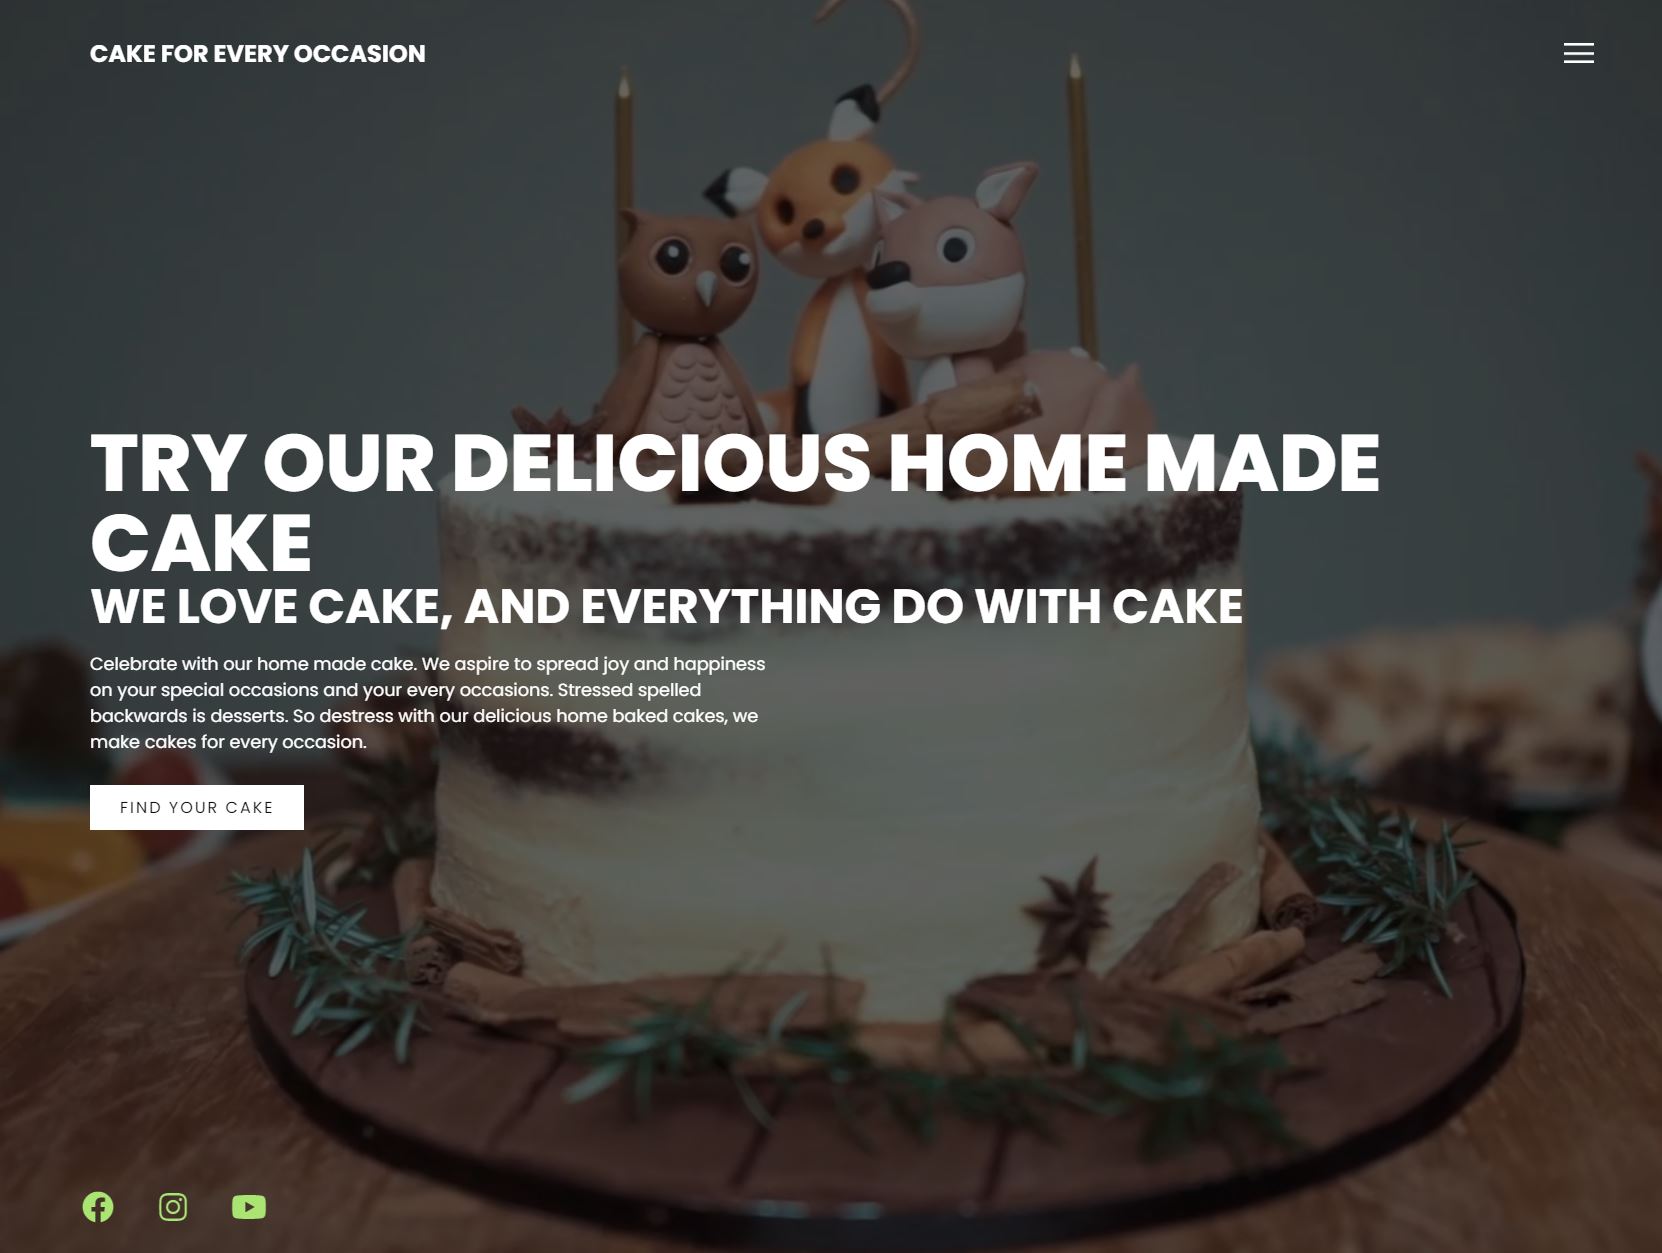 CAKE FOR EVERY OCCASION
TRY OUR DELICIOUS HOME MADE
CAKE
WE LOVE CAKE, AND EVERYTHING DO WITH CAKE
Celebrate with our home made cake. We aspire to spread joy and happiness
on your special occasions and your every occasions. Stressed spelled
backwards is desserts. So destress with our delicious home baked cakes, we
make cakes for every occasion.
FIND YOUR CAKE